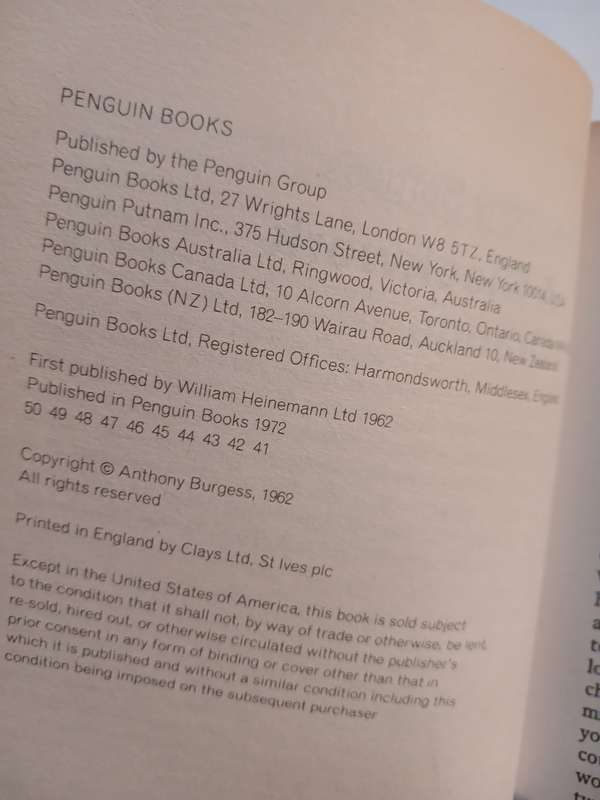 PENGUIN BOOKS
Published by the Penguin Group
Penguin Books Ltd, 27 Wrights Lane, London W8 5TZ, England
Penguin Putnam Inc., 375 Hudson Street, New York, New York 10014, USA
Penguin Books Australia Ltd, Ringwood, Victoria, Australia
Penguin Books Canada Ltd, 10 Alcorn Avenue, Toronto, Ontario, Canada
Penguin Books (NZ) Ltd, 182–190 Wairau Road, Auckland 10, New Zealand
Penguin Books Ltd, Registered Offices: Harmondsworth, Middlesex, England
First published by William Heinemann Ltd 1962
Published in Penguin Books 1972
50 49 48 47 46 45 44 43 42 41
Copyright © Anthony Burgess, 1962
All rights reserved
Printed in England by Clays Ltd, St Ives plc
Except in the United States of America, this book is sold subject
to the condition that it shall not, by way of trade or otherwise, be lent,
re-sold, hired out, or otherwise circulated without the publisher's
prior consent in any form of binding or cover other than that in
which it is published and without a similar condition including this
condition being imposed on the subsequent purchaser